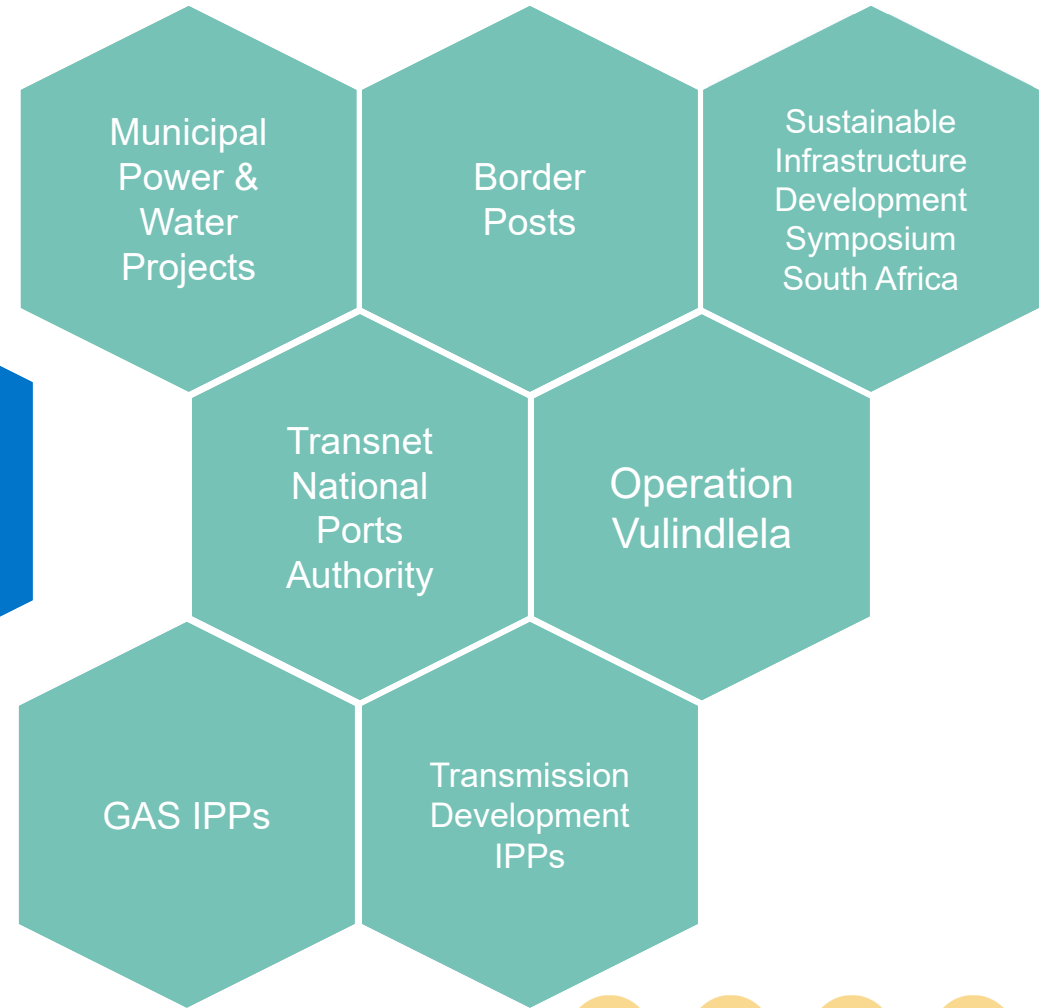 Municipal
Power &
Water
Projects
Border
Posts
Sustainable
Infrastructure
Development
Symposium
South Africa
Transnet
National
Ports
Authority
Operation
Vulindlela
GAS IPPs
Transmission
Development
IPPs